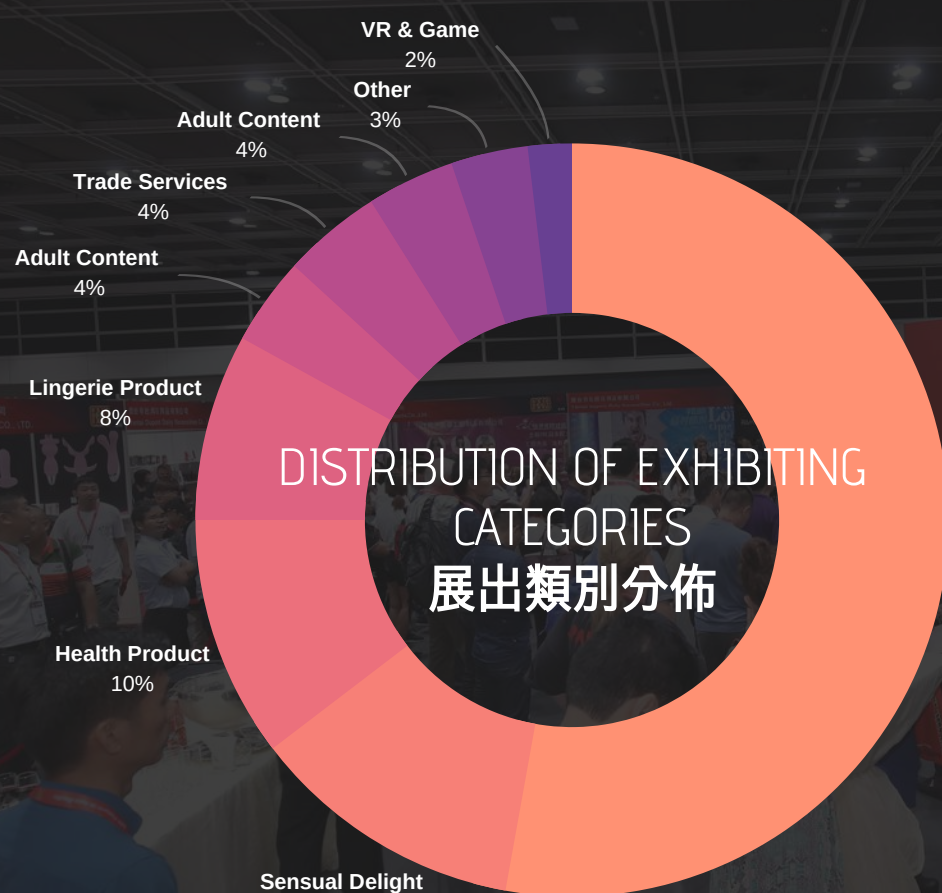 VR & Game
2%
Other
3%
Adult Content
4%
Trade Services
4%
Adult Content
4%
Lingerie Product
8%
Health Product
10%
Sensual Delight
DISTRIBUTION OF EXHIBITING
CATEGORIES
展出類別分佈